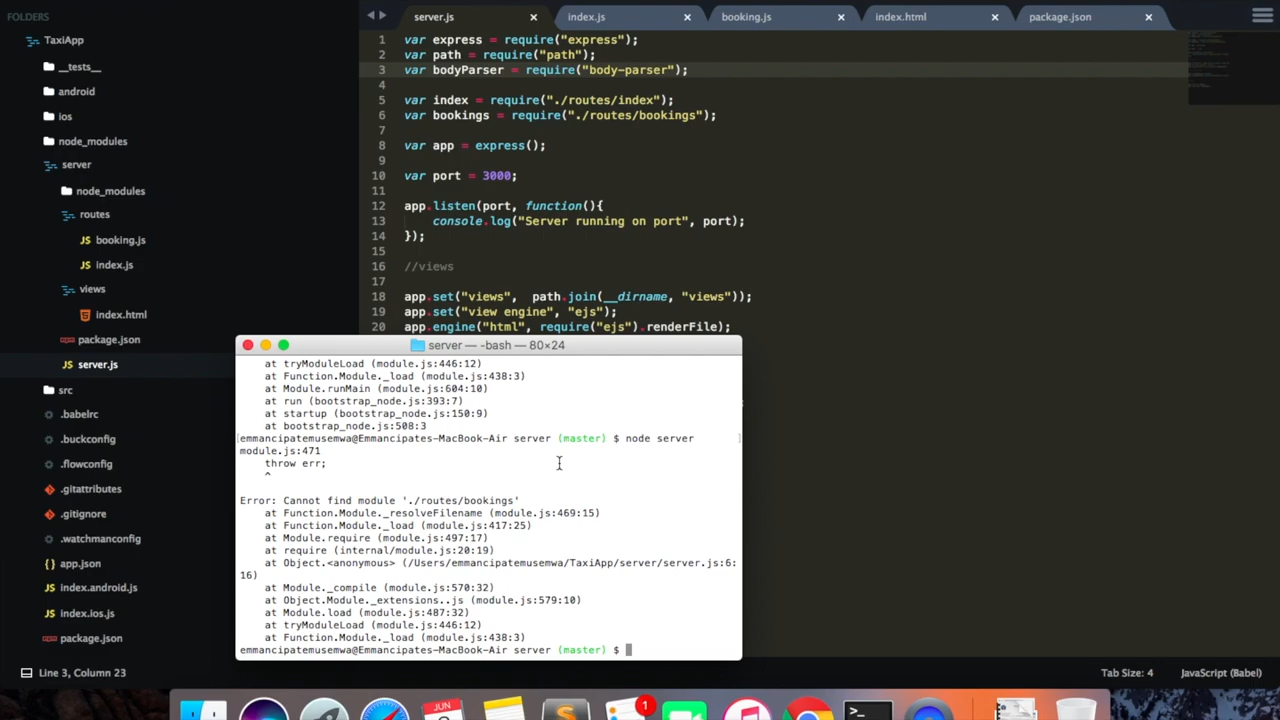 FOLDERS
TaxiApp
__tests__
android
ios
node_modules
server
node_modules
routes
JS booking.js
JS index.js
views
index.html
package.json
JS server.js
src
.babelrc
.buckconfig
.flowconfig
.gitattributes
.gitignore
.watchmanconfig
app.json
JS index.android.js
JS index.ios.js
package.json
server.js
index.js
booking.js
index.html
package.json
1 var express = require("express");
2 var path = require("path");
3 var bodyParser = require("body-parser");
4
5 var index = require("./routes/index");
6 var bookings = require("./routes/bookings");
7
8 var app = express();
9
10 var port = 3000;
11
12 app.listen(port, function(){
13 console.log("Server running on port", port);
14 });
15
16 //views
17
18 app.set("views", path.join(__dirname, "views"));
19 app.set("view engine", "ejs");
20 app.engine("html", require("ejs").renderFile);
server — -bash — 80×24
at tryModuleLoad (module.js:446:12)
at Function.Module._load (module.js:438:3)
at Module.runMain (module.js:604:10)
at run (bootstrap_node.js:393:7)
at startup (bootstrap_node.js:150:9)
at bootstrap_node.js:508:3
[emmancipatemusemwa@Emmancipates-MacBook-Air server (master) $ node server ]
module.js:471
throw err;
^
Error: Cannot find module './routes/bookings'
at Function.Module._resolveFilename (module.js:469:15)
at Function.Module._load (module.js:417:25)
at Module.require (module.js:497:17)
at require (internal/module.js:20:19)
at Object.<anonymous> (/Users/emmancipatemusemwa/TaxiApp/server/server.js:6:
16)
at Module._compile (module.js:570:32)
at Object.Module._extensions..js (module.js:579:10)
at Module.load (module.js:487:32)
at tryModuleLoad (module.js:446:12)
at Function.Module._load (module.js:438:3)
emmancipatemusemwa@Emmancipates-MacBook-Air server (master) $
Line 3, Column 23
Tab Size: 4
JavaScript (Babel)
JUN
1
>_